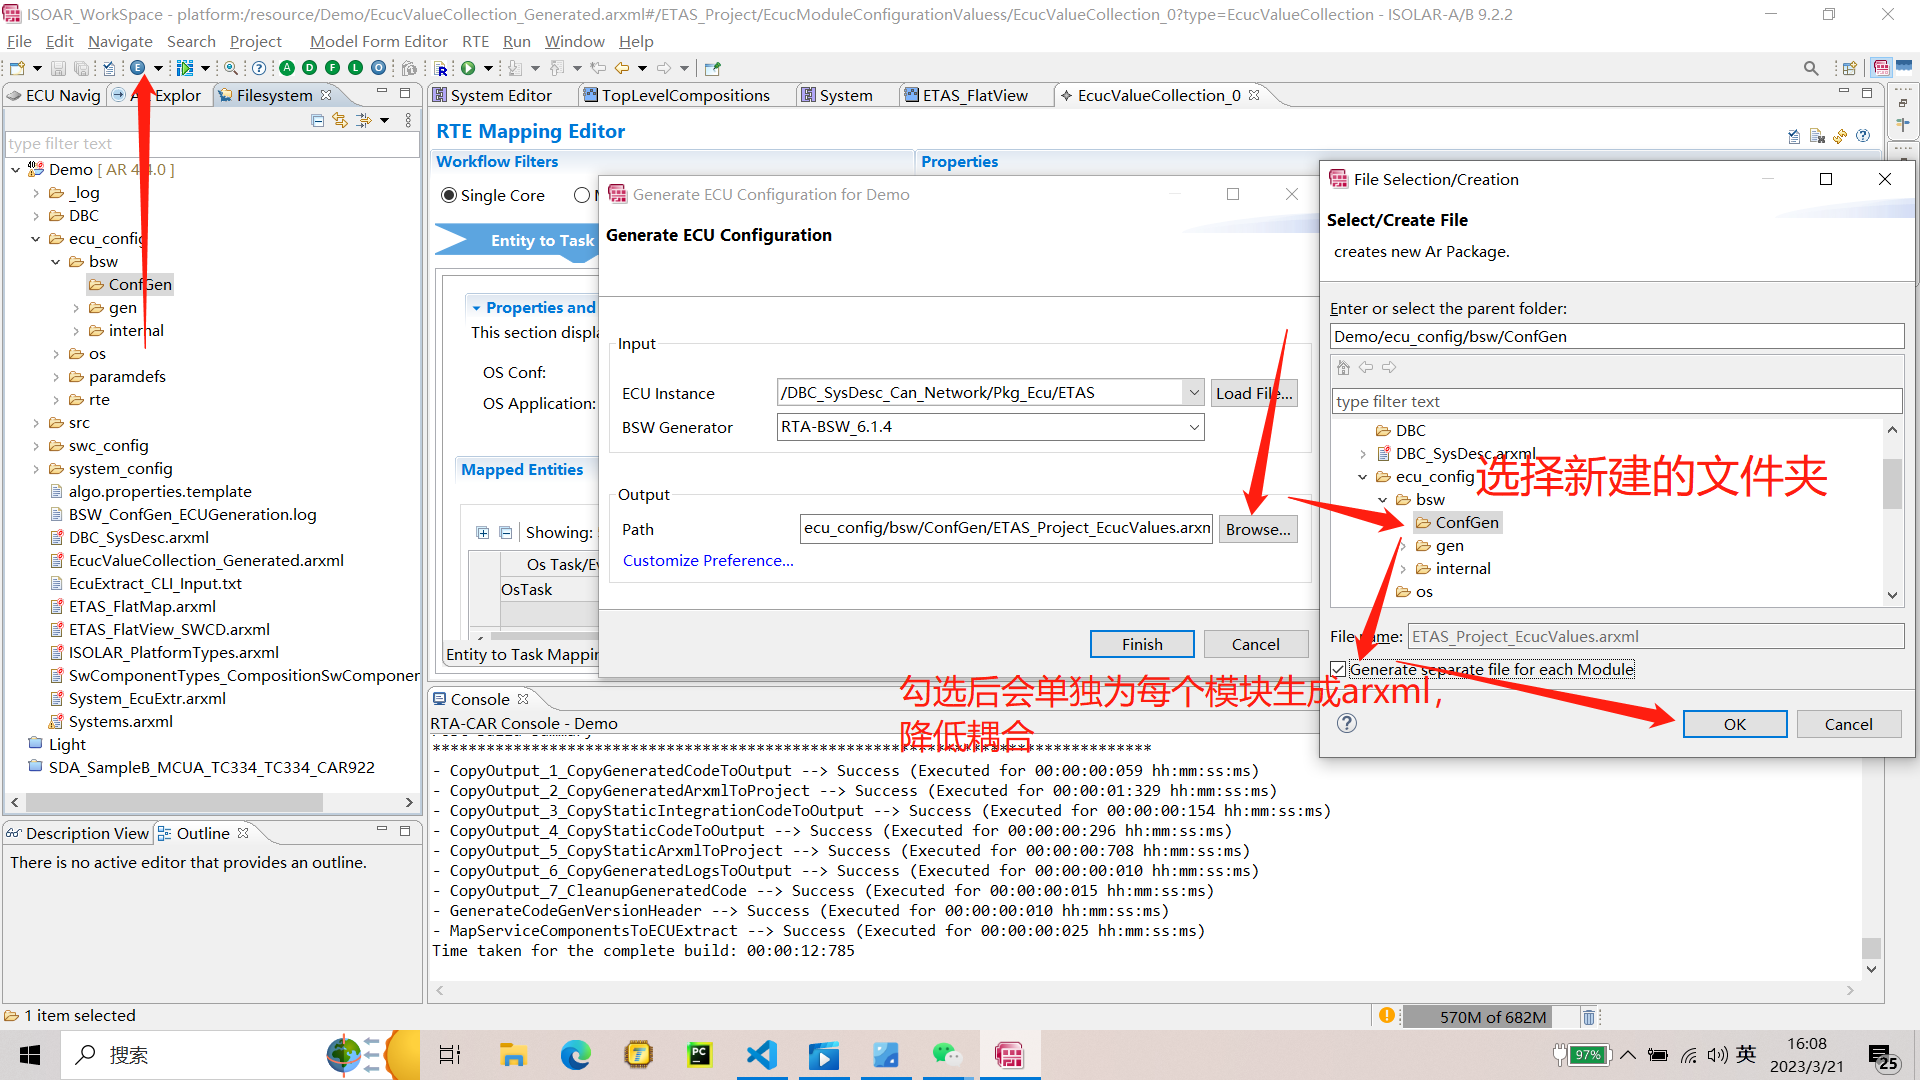 ISOAR_WorkSpace - platform:/resource/Demo/EcucValueCollection_Generated.arxml#/ETAS_Project/EcucModuleConfigurationValuess/EcucValueCollection_0?type=EcucValueCollection - ISOLAR-A/B 9.2.2
File Edit Navigate Search Project Model Form Editor RTE Run Window Help
ECU Navig
Explor
Filesystem
type filter text
Demo [ AR 4.4.0 ]
_log
DBC
ecu_config
bsw
ConfGen
gen
internal
os
paramdefs
rte
src
swc_config
system_config
algo.properties.template
BSW_ConfGen_ECUGeneration.log
DBC_SysDesc.arxml
EcucValueCollection_Generated.arxml
EcuExtract_CLI_Input.txt
ETAS_FlatMap.arxml
ETAS_FlatView_SWCD.arxml
ISOLAR_PlatformTypes.arxml
SwComponentTypes_CompositionSwComponen
System_EcuExtr.arxml
Systems.arxml
Light
SDA_SampleB_MCUA_TC334_TC334_CAR922
Description View
Outline
There is no active editor that provides an outline.
1 item selected
System Editor
TopLevelCompositions
System
ETAS_FlatView
EcucValueCollection_0
RTE Mapping Editor
Workflow Filters
Properties
Single Core
Entity to Task
Properties and
This section displa
OS Conf:
OS Application:
Mapped Entities
Showing:
Os Task/Ev
OsTask
Entity to Task Mappin
Generate ECU Configuration for Demo
Generate ECU Configuration
Input
ECU Instance
/DBC_SysDesc_Can_Network/Pkg_Ecu/ETAS
Load File...
BSW Generator
RTA-BSW_6.1.4
Output
Path
ecu_config/bsw/ConfGen/ETAS_Project_EcucValues.arxn
Browse...
Customize Preference...
Finish
Cancel
File Selection/Creation
Select/Create File
creates new Ar Package.
Enter or select the parent folder:
Demo/ecu_config/bsw/ConfGen
type filter text
DBC
DBC_SysDesc.arxml
ecu_config
选择新建的文件夹
bsw
ConfGen
gen
internal
os
File name:
ETAS_Project_EcucValues.arxml
Generate separate file for each Module
OK
Cancel
勾选后会单独为每个模块生成arxml,
降低耦合
Console
RTA-CAR Console - Demo
********************************************************************************
- CopyOutput_1_CopyGeneratedCodeToOutput --> Success (Executed for 00:00:00:059 hh:mm:ss:ms)
- CopyOutput_2_CopyGeneratedArxmlToProject --> Success (Executed for 00:00:01:329 hh:mm:ss:ms)
- CopyOutput_3_CopyStaticIntegrationCodeToOutput --> Success (Executed for 00:00:00:154 hh:mm:ss:ms)
- CopyOutput_4_CopyStaticCodeToOutput --> Success (Executed for 00:00:00:296 hh:mm:ss:ms)
- CopyOutput_5_CopyStaticArxmlToProject --> Success (Executed for 00:00:00:708 hh:mm:ss:ms)
- CopyOutput_6_CopyGeneratedLogsToOutput --> Success (Executed for 00:00:00:010 hh:mm:ss:ms)
- CopyOutput_7_CleanupGeneratedCode --> Success (Executed for 00:00:00:015 hh:mm:ss:ms)
- GenerateCodeGenVersionHeader --> Success (Executed for 00:00:00:010 hh:mm:ss:ms)
- MapServiceComponentsToECUExtract --> Success (Executed for 00:00:00:025 hh:mm:ss:ms)
Time taken for the complete build: 00:00:12:785
570M of 682M
搜索
97%
英
16:08
2023/3/21
25